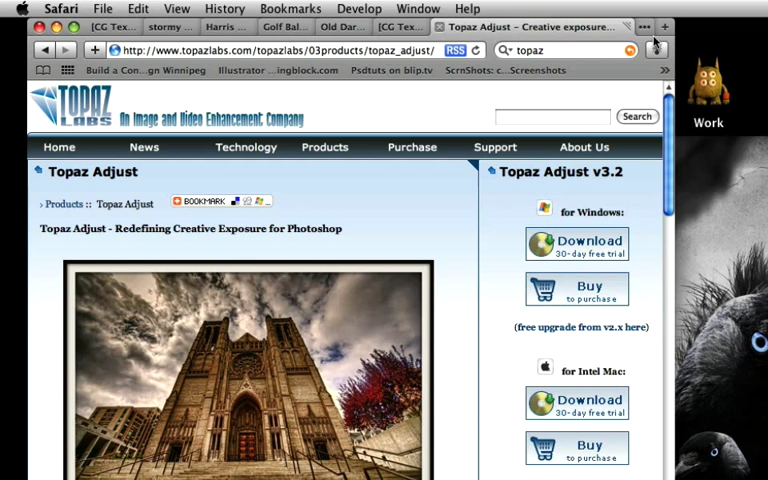 Safari File Edit View History Bookmarks Develop Window Help
[CG Tex... stormy ... Harris ... Golf Bal... Old Dar... [CG Tex... Topaz Adjust – Creative exposure...
http://www.topazlabs.com/topazlabs/03products/topaz_adjust/ RSS topaz
Build a Con...gn Winnipeg Illustrator ...ingblock.com Psdtuts on blip.tv ScrnShots: c...Screenshots
Work
TOPAZ LABS An Image and Video Enhancement Company
Search
Home News Technology Products Purchase Support About Us
Topaz Adjust
› Products :: Topaz Adjust BOOKMARK
Topaz Adjust - Redefining Creative Exposure for Photoshop
Topaz Adjust v3.2
for Windows:
Download
30-day free trial
Buy
to purchase
(free upgrade from v2.x here)
for Intel Mac:
Download
30-day free trial
Buy
to purchase